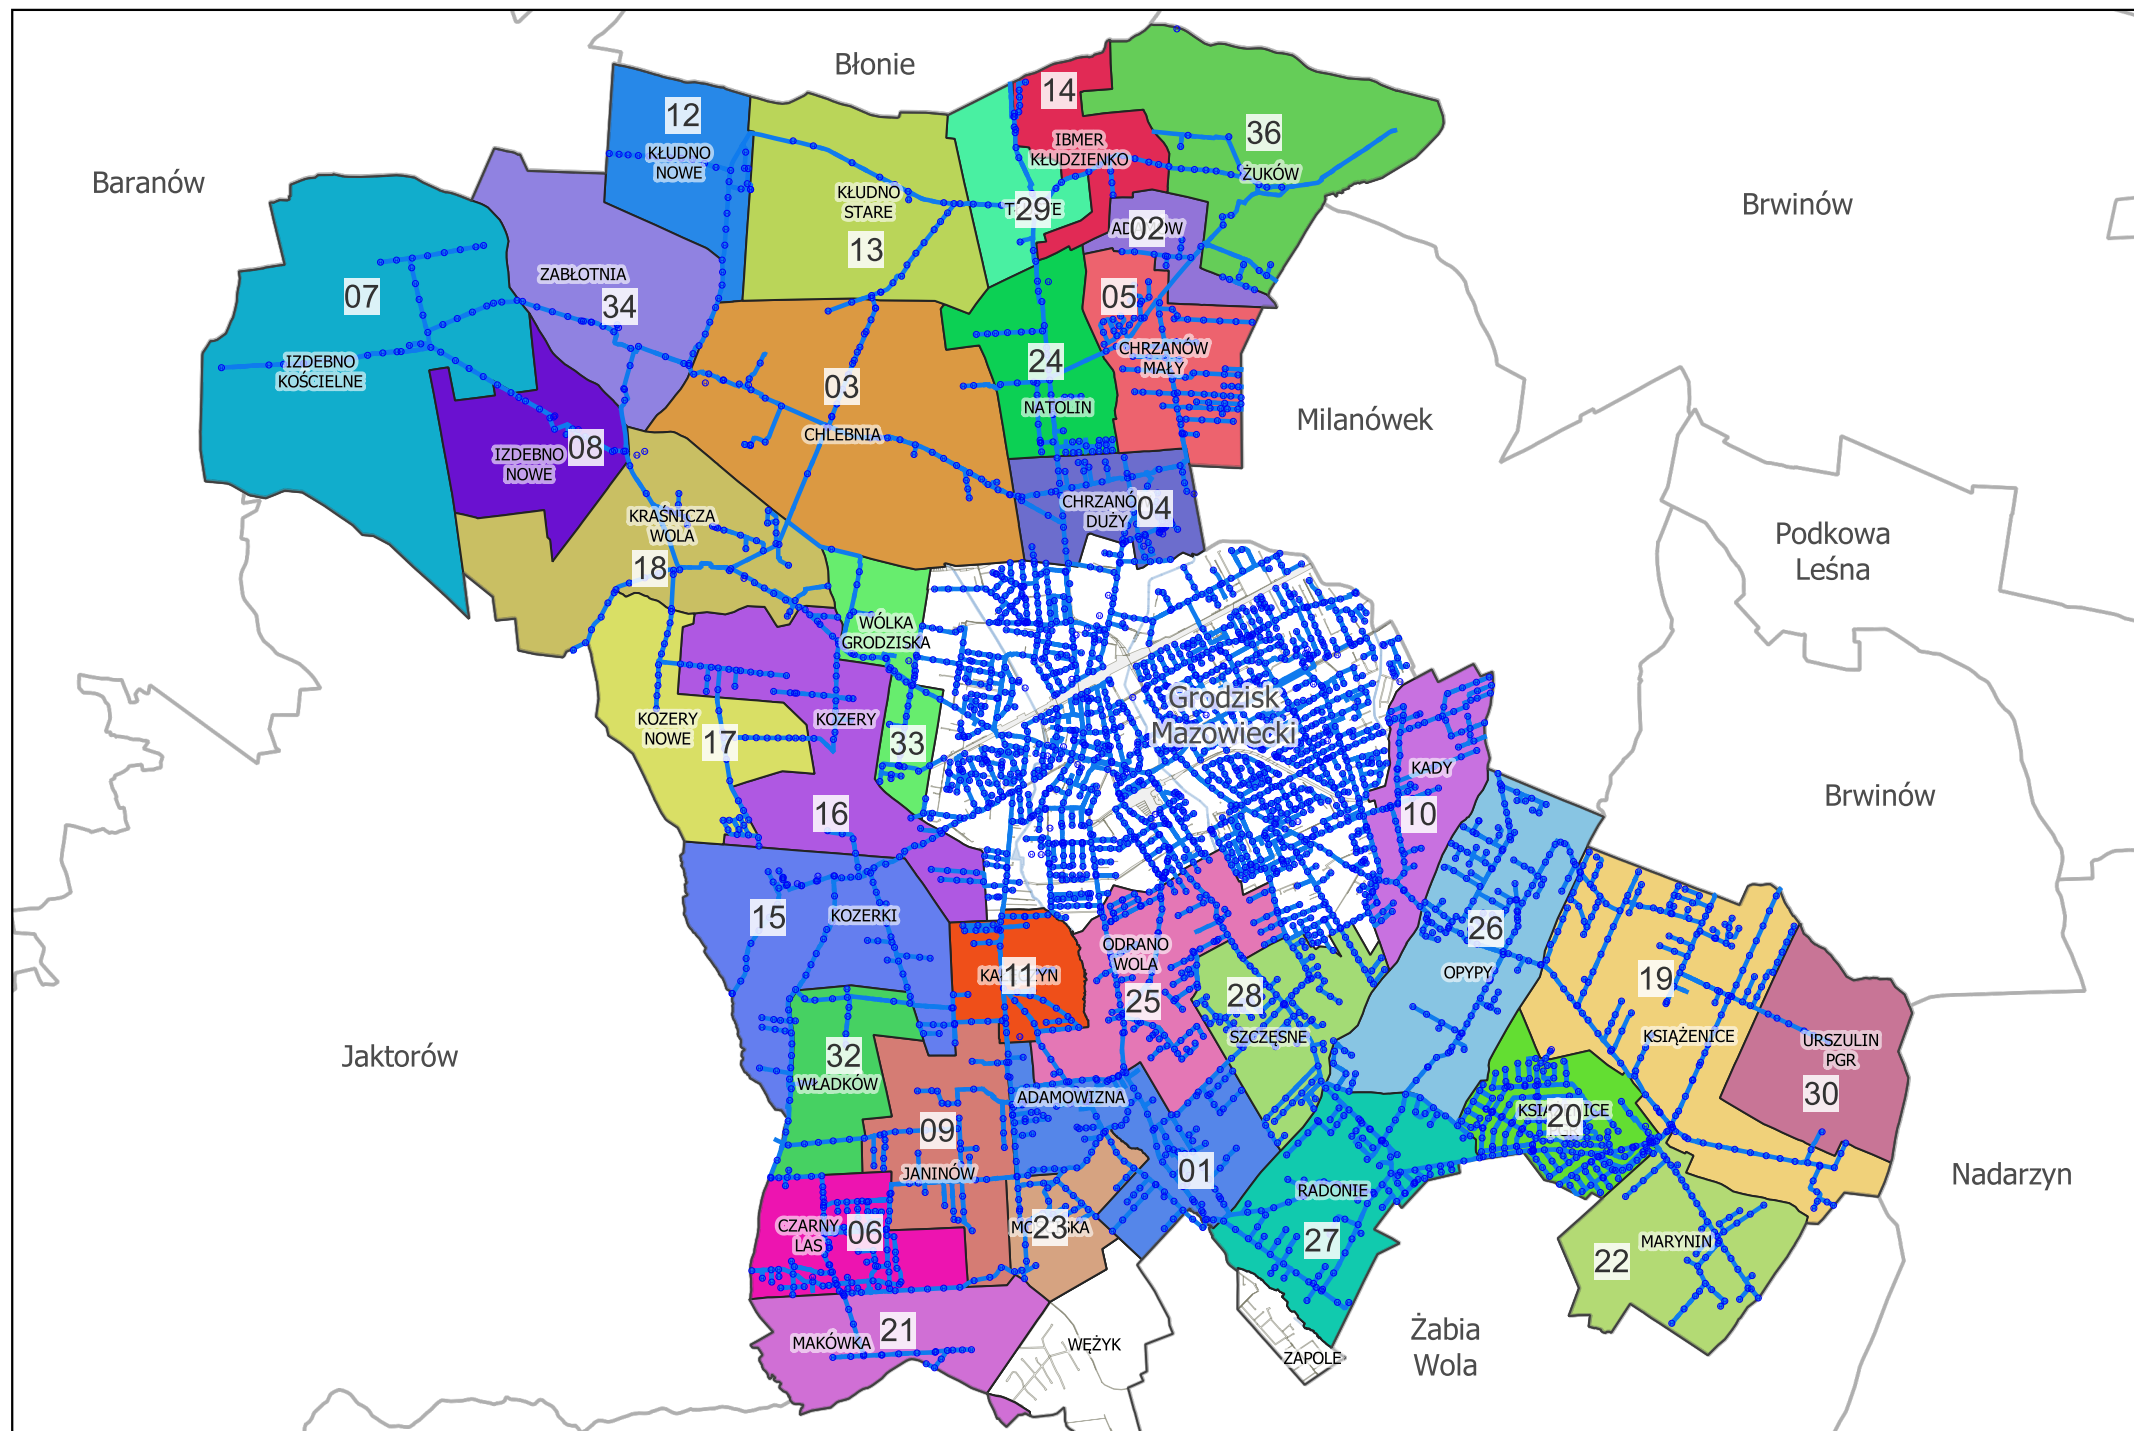 Błonie
14
12
36
IBMER
KŁUDZIENKO
KŁUDNO
NOWE
ŻUKÓW
Baranów
KŁUDNO
STARE
Brwinów
29
02
13
ZABŁOTNIA
07
34
05
IZDEBNO
KOŚCIELNE
CHRZANÓW
MAŁY
24
03
NATOLIN
Milanówek
CHLEBNIA
08
IZDEBNO
NOWE
04
DUŻY
KRAŚNICZA
WOLA
Podkowa
Leśna
18
WÓLKA
GRODZISKA
Grodzisk
Mazowiecki
KOZERY
NOWE
KOZERY
17
33
KADY
Brwinów
16
10
15
KOZERKI
26
ODRANO
WOLA
OPYPY
11
19
28
25
SZCZĘSNE
KSIĄŻENICE
URSZULIN
PGR
Jaktorów
32
WŁADKÓW
ADAMOWIZNA
30
20
09
JANINÓW
01
Nadarzyn
RADONIE
CZARNY
LAS
06
23
27
MARYNIN
22
21
MAKÓWKA
WĘŻYK
ZAPOLE
Żabia
Wola